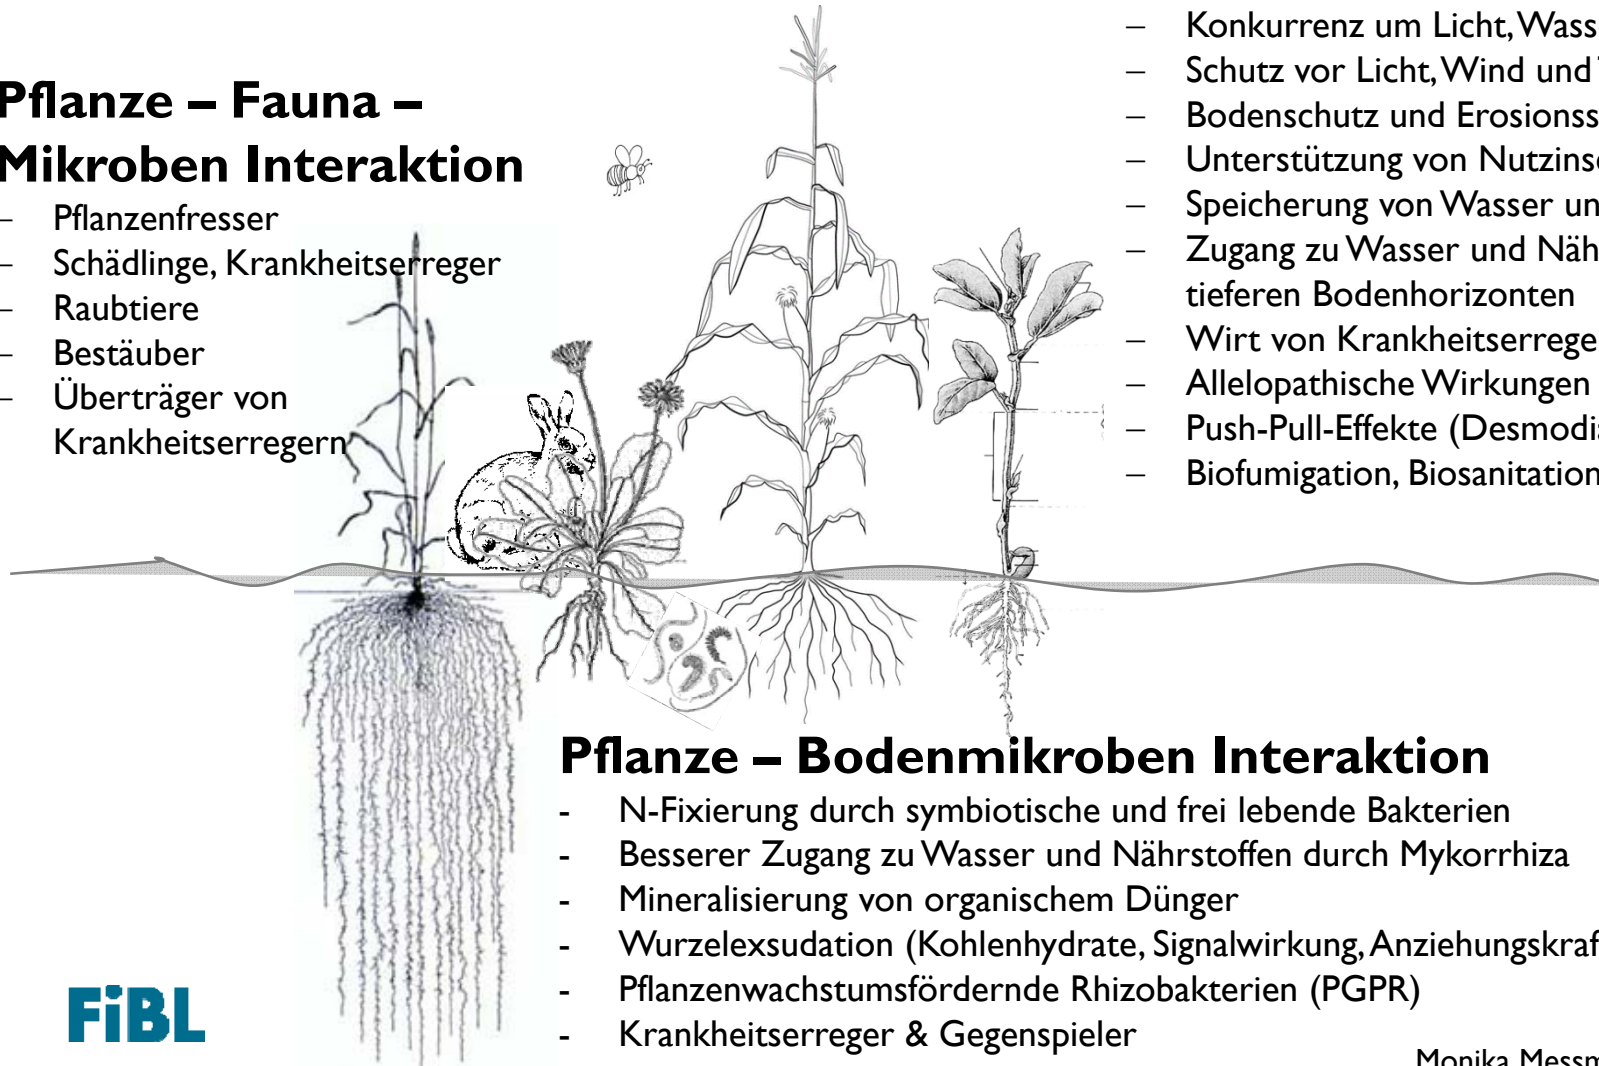 Pflanze – Fauna –
Mikroben Interaktion
– Pflanzenfresser
– Schädlinge, Krankheitserreger
– Raubtiere
– Bestäuber
– Überträger von
Krankheitserregern
– Konkurrenz um Licht, Wass
– Schutz vor Licht, Wind und
– Bodenschutz und Erosionss
– Unterstützung von Nutzins
– Speicherung von Wasser un
– Zugang zu Wasser und Näh
tieferen Bodenhorizonten
– Wirt von Krankheitserrege
– Allelopathische Wirkungen
– Push-Pull-Effekte (Desmodi
– Biofumigation, Biosanitation
Pflanze – Bodenmikroben Interaktion
- N-Fixierung durch symbiotische und frei lebende Bakterien
- Besserer Zugang zu Wasser und Nährstoffen durch Mykorrhiza
- Mineralisierung von organischem Dünger
- Wurzelexsudation (Kohlenhydrate, Signalwirkung, Anziehungskraf
- Pflanzenwachstumsfördernde Rhizobakterien (PGPR)
- Krankheitserreger & Gegenspieler
FiBL
Monika Messm